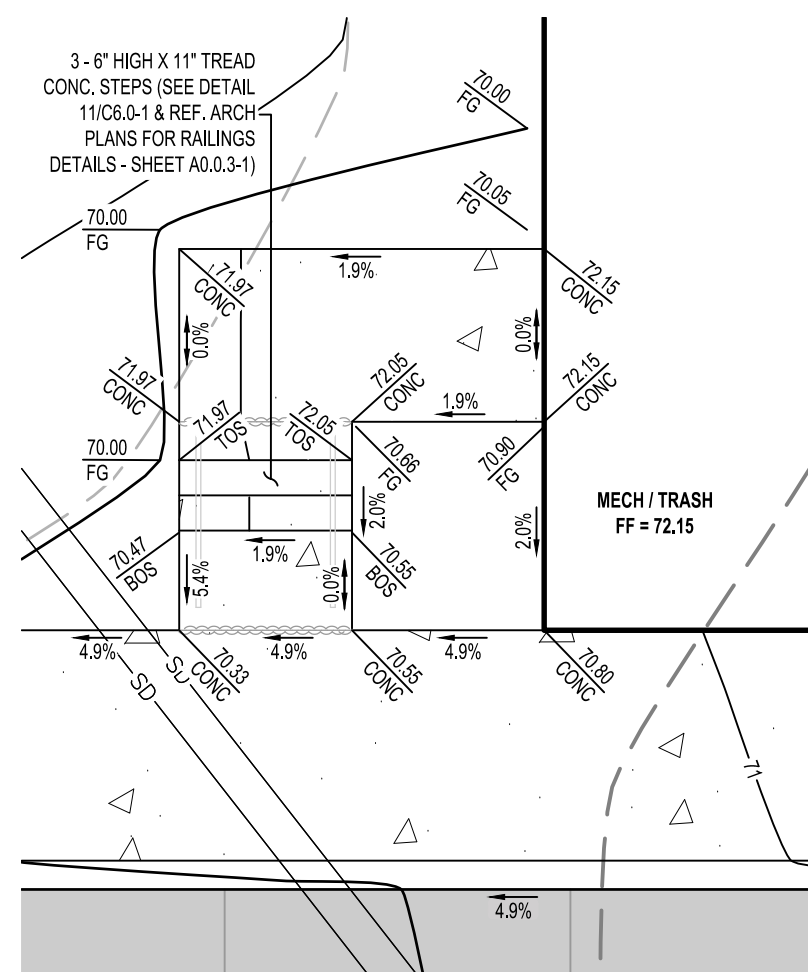 3 - 6" HIGH X 11" TREAD
CONC. STEPS (SEE DETAIL
11/C6.0-1 & REF. ARCH
PLANS FOR RAILINGS
DETAILS - SHEET A0.0.3-1)
70.00
FG
70.05
FG
70.00
FG
1.9%
71.97
CONC
72.15
CONC
0.0%
0.0%
71.97
CONC
72.05
CONC
72.15
CONC
1.9%
71.97
TOS
72.05
TOS
70.00
FG
70.66
FG
70.90
FG
MECH / TRASH
FF = 72.15
2.0%
2.0%
70.47
BOS
1.9%
70.55
BOS
5.4%
0.0%
4.9%
4.9%
4.9%
70.33
CONC
70.55
CONC
70.80
CONC
SD
SD
71
4.9%